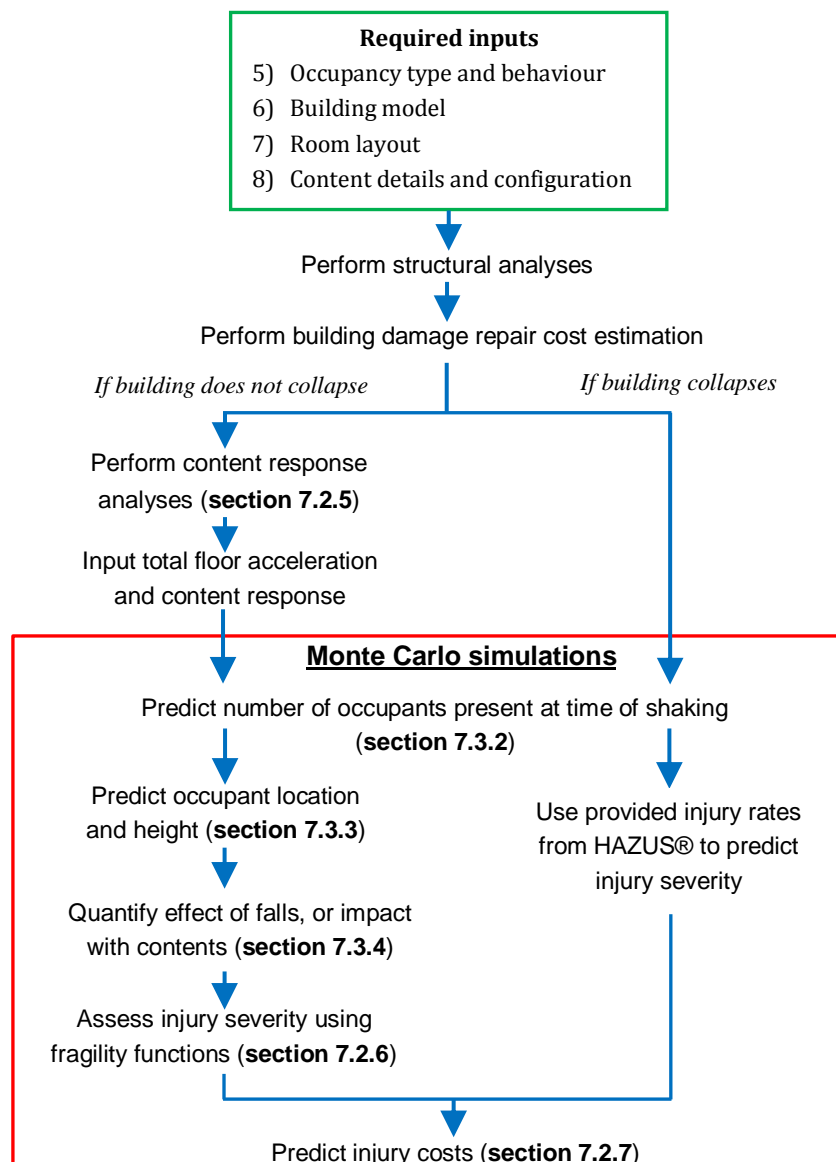 Required inputs
5) Occupancy type and behaviour
6) Building model
7) Room layout
8) Content details and configuration
Perform structural analyses
Perform building damage repair cost estimation
If building does not collapse
If building collapses
Perform content response
analyses (section 7.2.5)
Input total floor acceleration
and content response
Monte Carlo simulations
Predict number of occupants present at time of shaking
(section 7.3.2)
Predict occupant location
and height (section 7.3.3)
Use provided injury rates
from HAZUS® to predict
injury severity
Quantify effect of falls, or impact
with contents (section 7.3.4)
Assess injury severity using
fragility functions (section 7.2.6)
Predict injury costs (section 7.2.7)